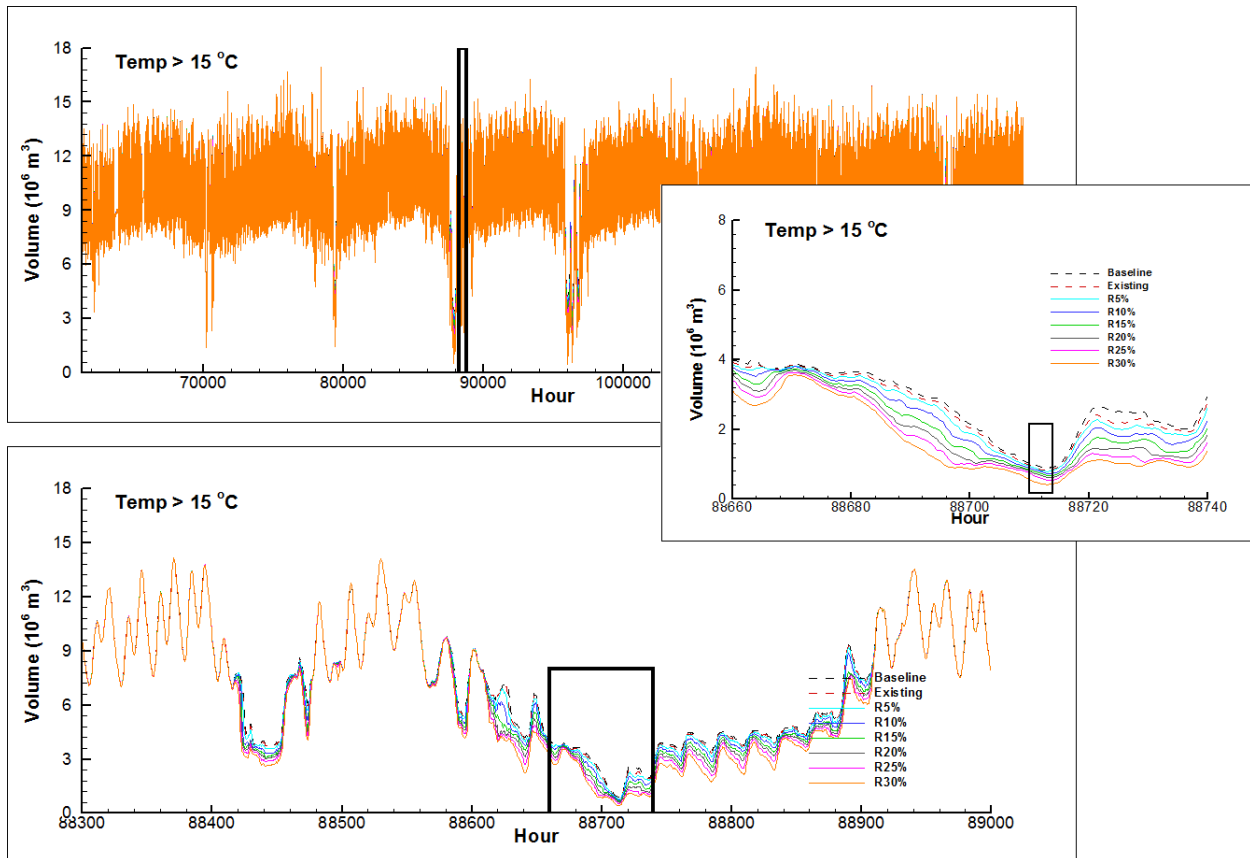 Temp > 15 °C
Volume (10⁶ m³)
18
15
12
9
6
3
0
70000
80000
90000
100000
Hour
Temp > 15 °C
Volume (10⁶ m³)
8
6
4
2
0
Baseline
Existing
R5%
R10%
R15%
R20%
R25%
R30%
88660
88680
88700
88720
88740
Hour
Temp > 15 °C
Volume (10⁶ m³)
18
15
12
9
6
3
0
Baseline
Existing
R5%
R10%
R15%
R20%
R25%
R30%
88300
88400
88500
88600
88700
88800
88900
89000
Hour